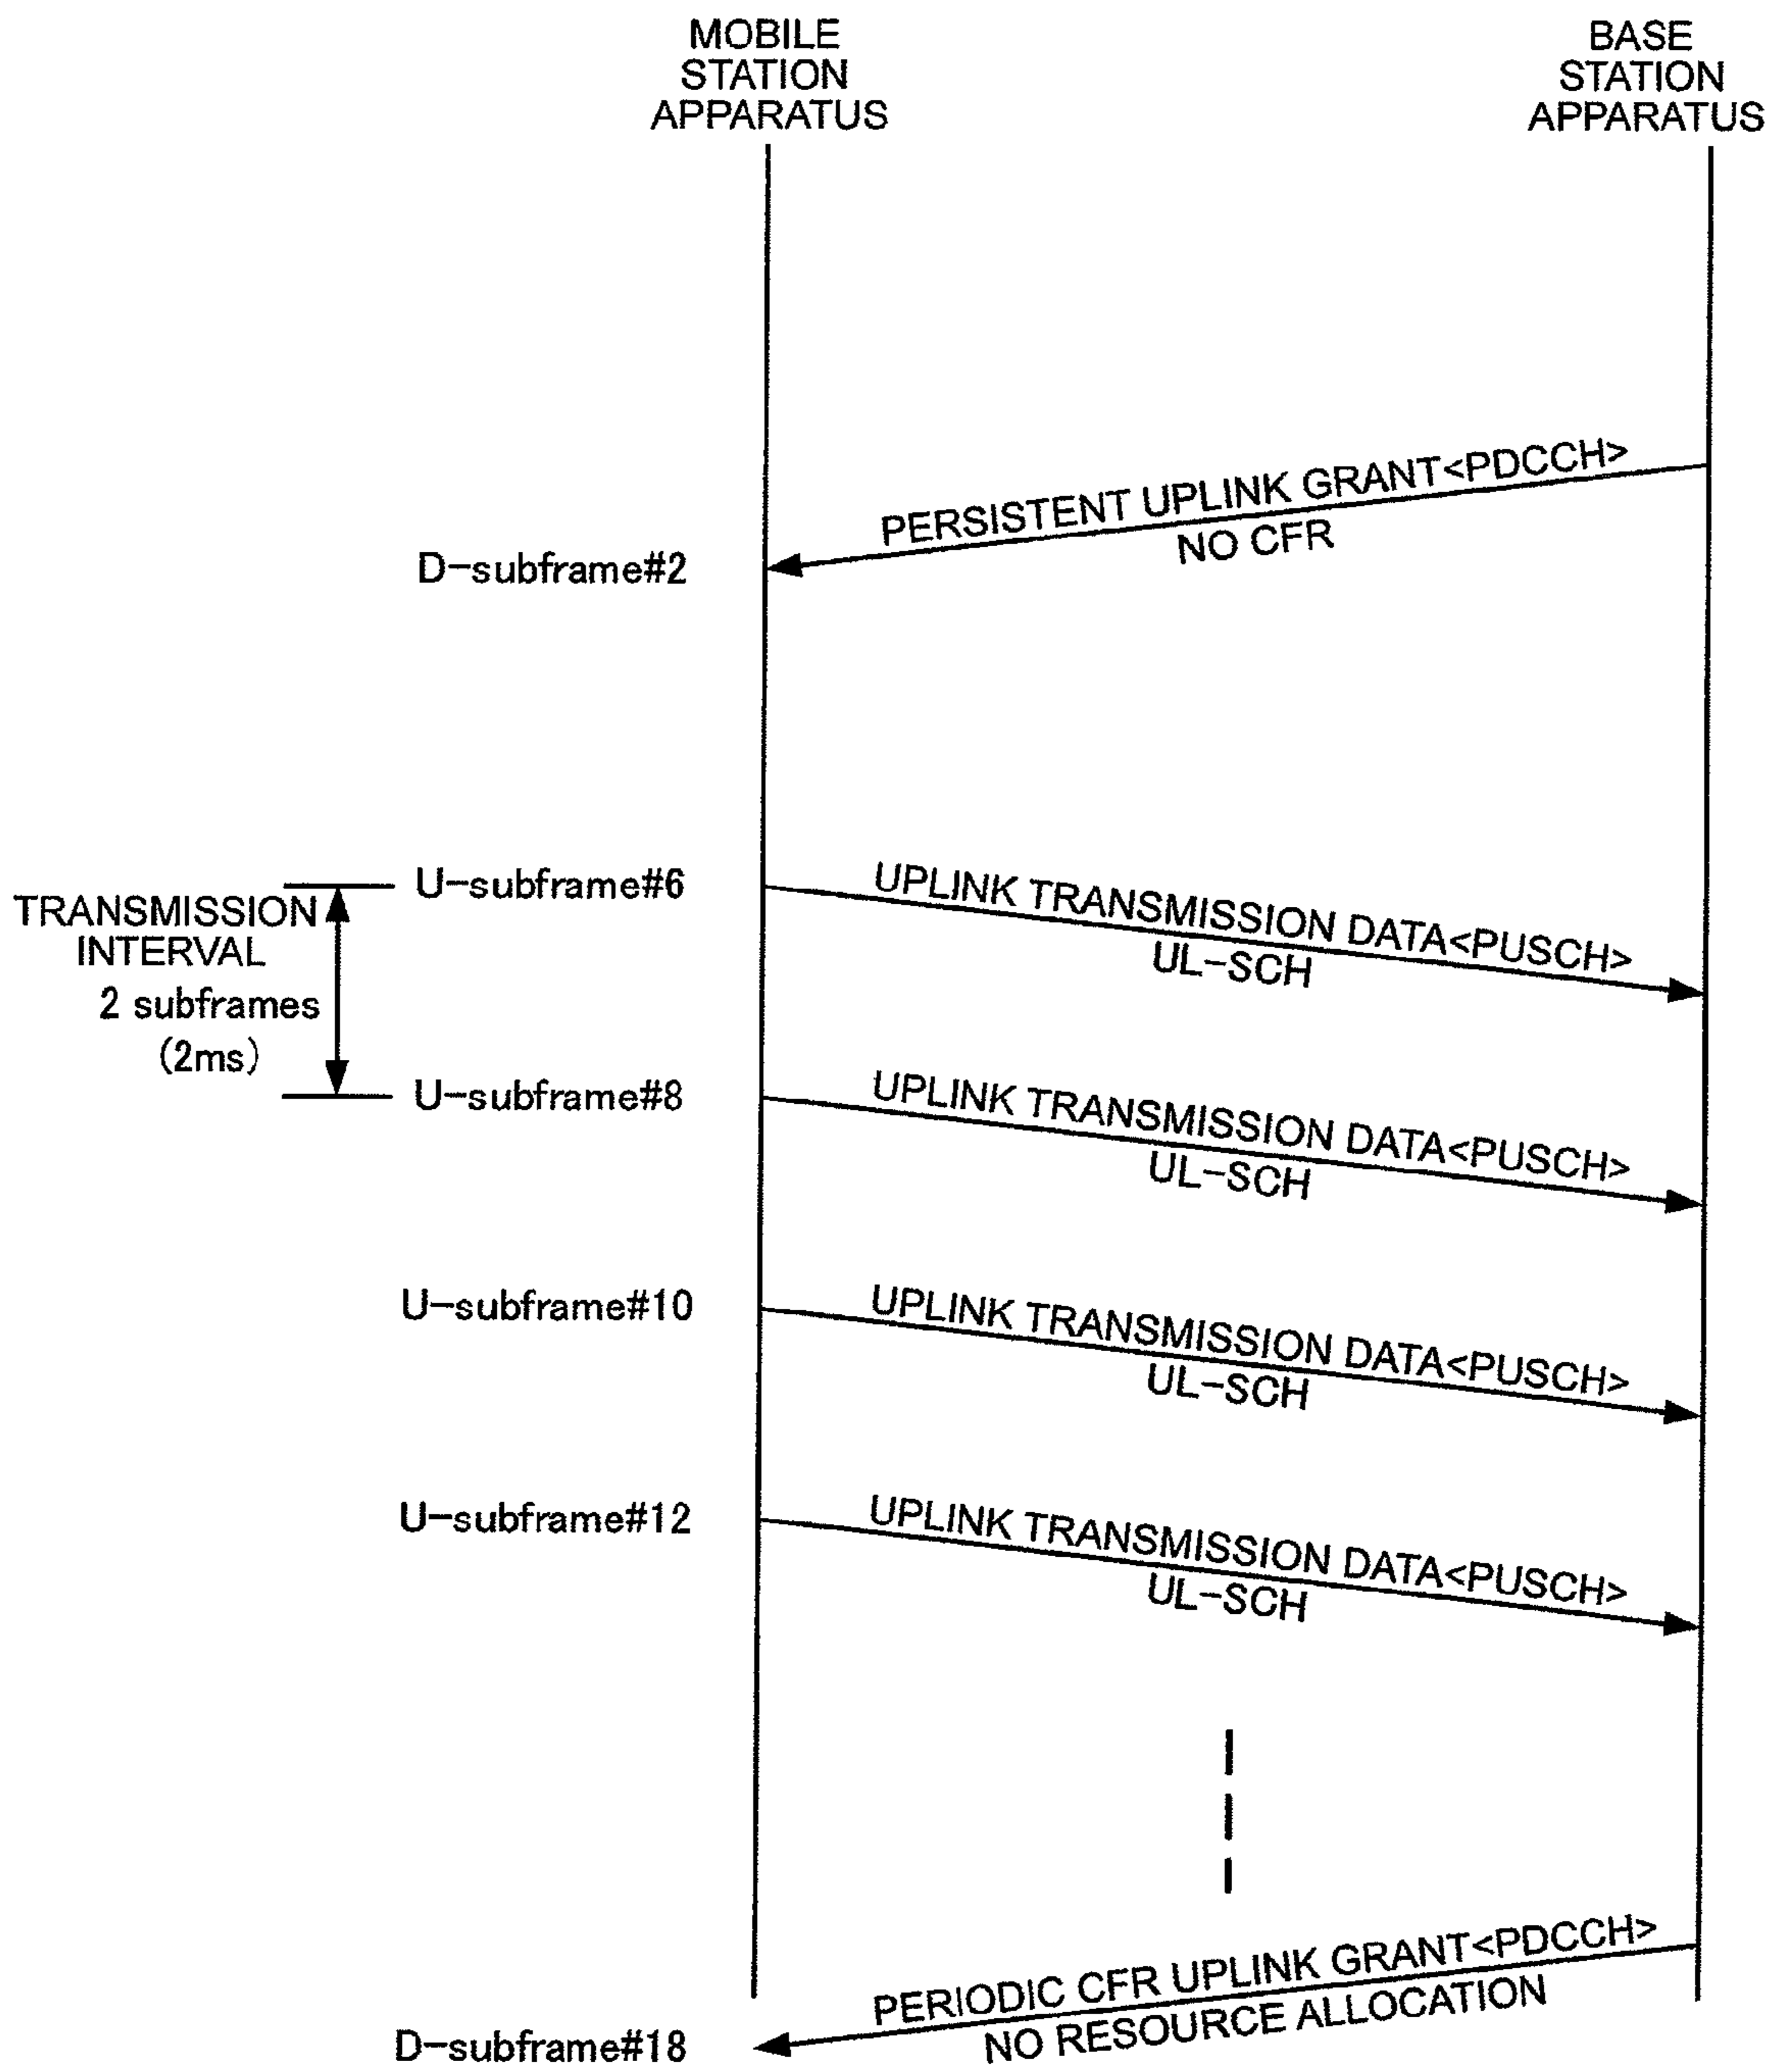 MOBILE
STATION
APPARATUS
BASE
STATION
APPARATUS
PERSISTENT UPLINK GRANT<PDCCH>
NO CFR
D-subframe#2
U-subframe#6
UPLINK TRANSMISSION DATA<PUSCH>
UL-SCH
TRANSMISSION
INTERVAL
2 subframes
(2ms)
U-subframe#8
UPLINK TRANSMISSION DATA<PUSCH>
UL-SCH
U-subframe#10
UPLINK TRANSMISSION DATA<PUSCH>
UL-SCH
U-subframe#12
UPLINK TRANSMISSION DATA<PUSCH>
UL-SCH
PERIODIC CFR UPLINK GRANT<PDCCH>
NO RESOURCE ALLOCATION
D-subframe#18